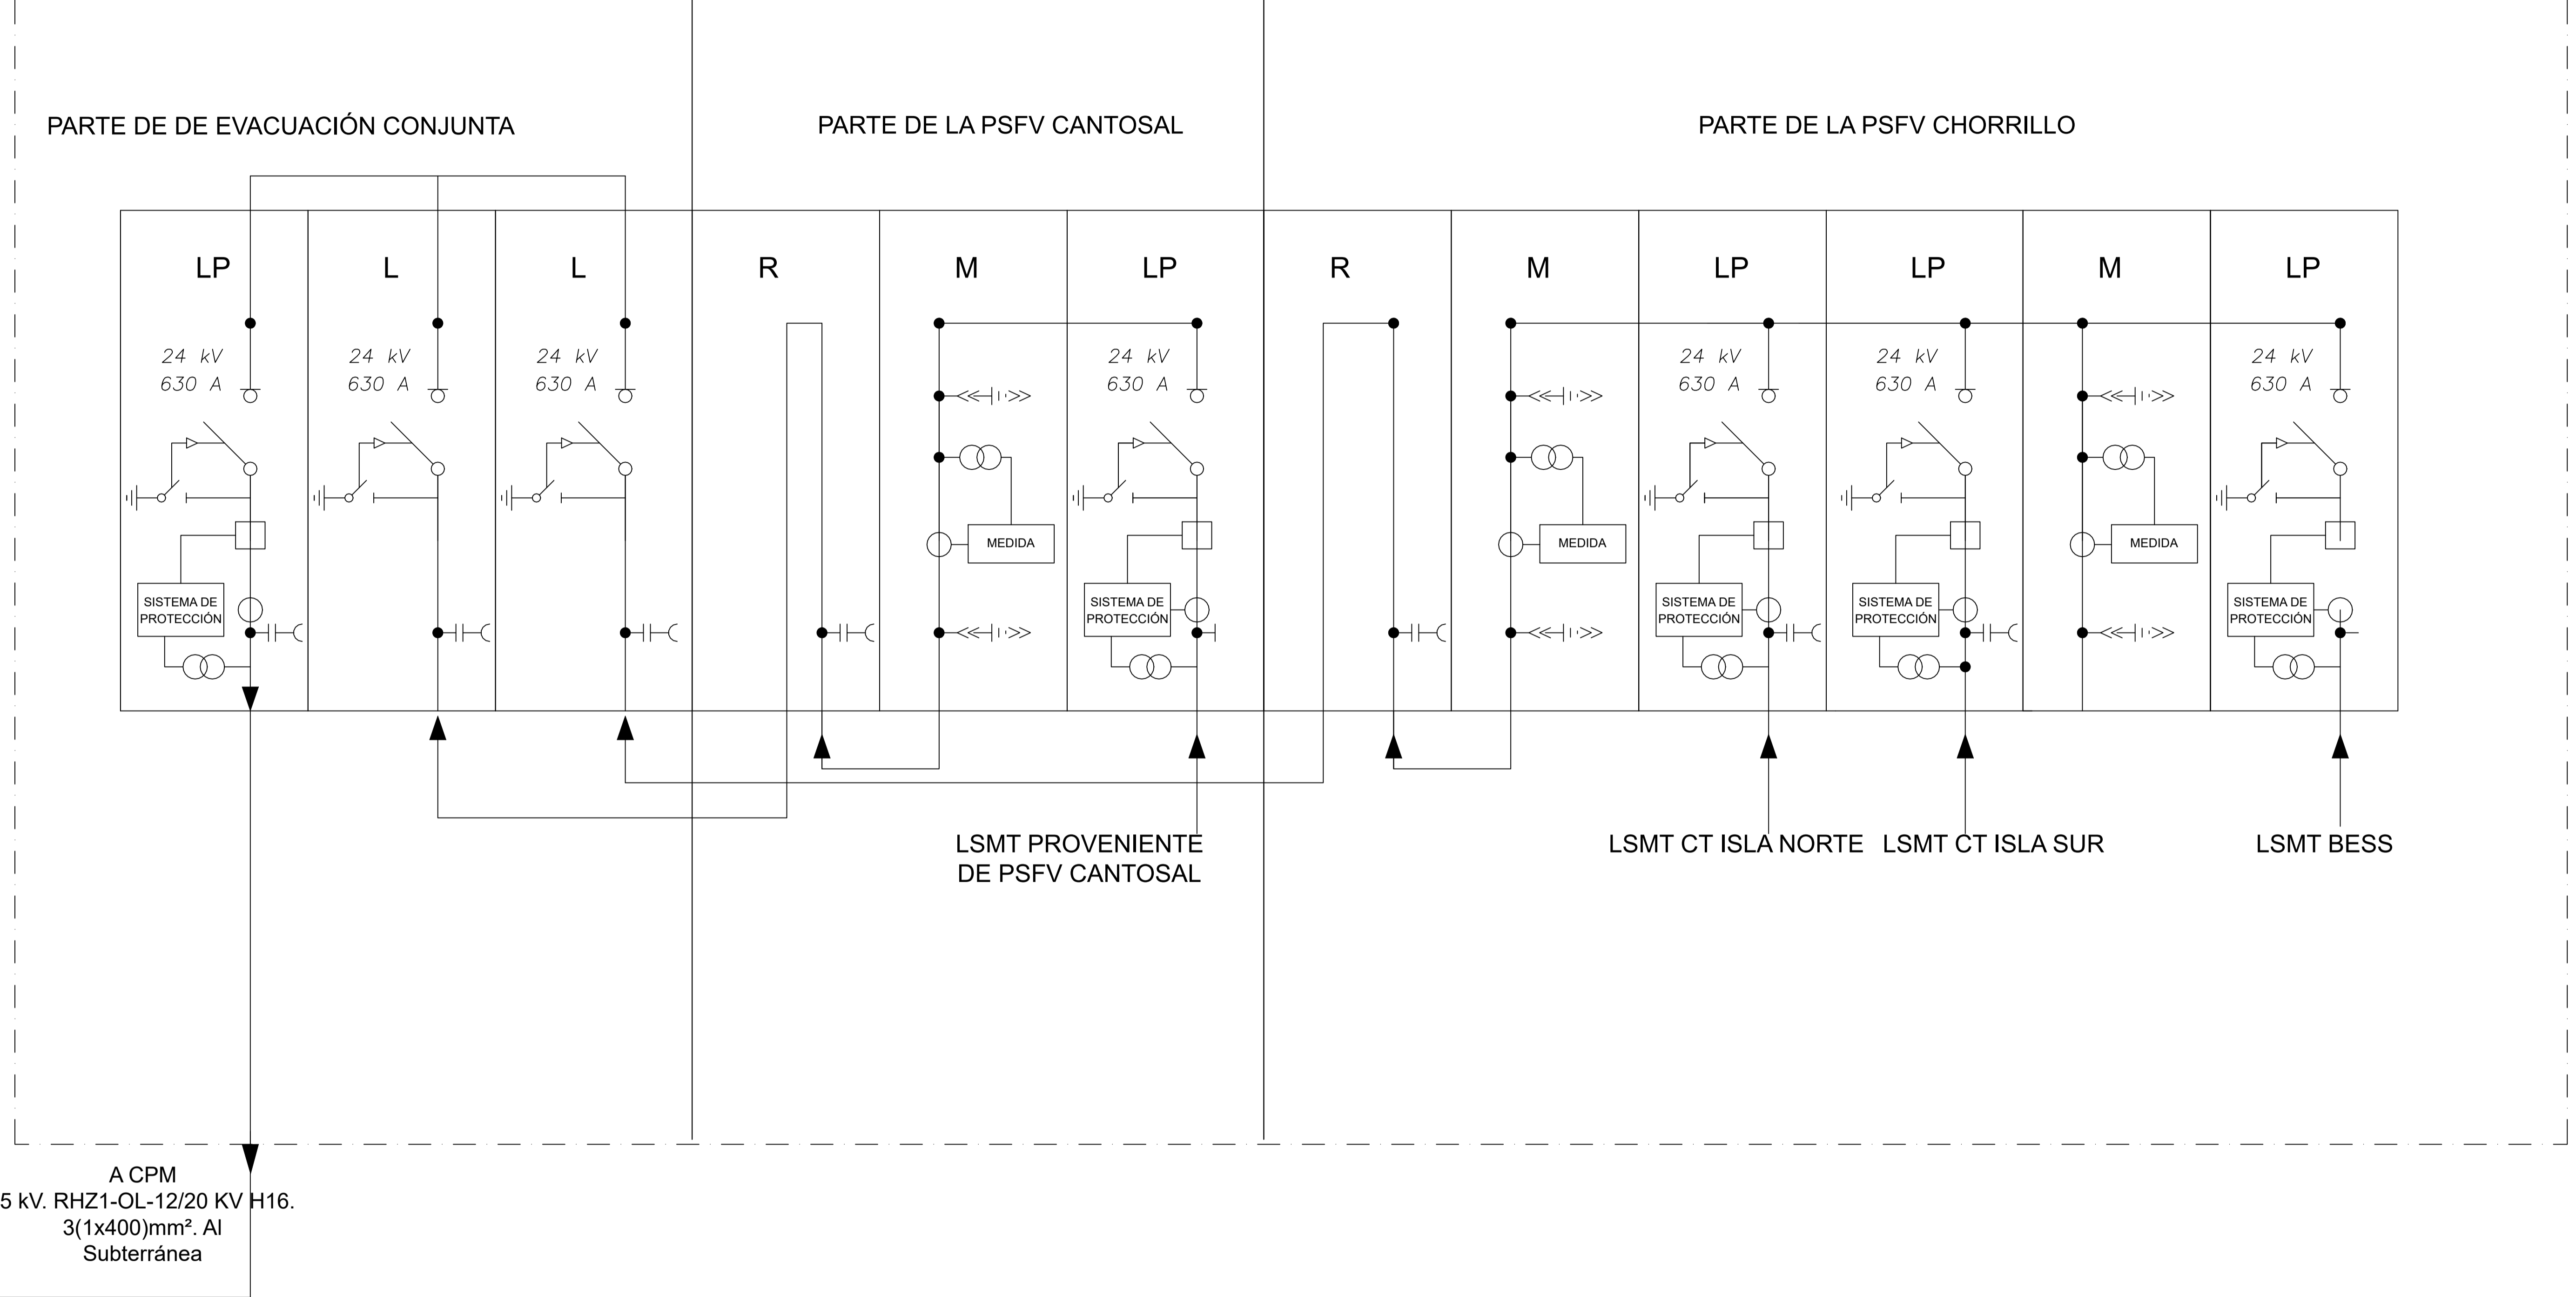 PARTE DE DE EVACUACIÓN CONJUNTA
PARTE DE LA PSFV CANTOSAL
PARTE DE LA PSFV CHORRILLO
LP
L
L
R
M
LP
R
M
LP
LP
M
LP
24 kV
630 A
24 kV
630 A
24 kV
630 A
24 kV
630 A
24 kV
630 A
24 kV
630 A
24 kV
630 A
MEDIDA
MEDIDA
MEDIDA
SISTEMA DE
PROTECCIÓN
SISTEMA DE
PROTECCIÓN
SISTEMA DE
PROTECCIÓN
SISTEMA DE
PROTECCIÓN
SISTEMA DE
PROTECCIÓN
LSMT PROVENIENTE
DE PSFV CANTOSAL
LSMT CT ISLA NORTE
LSMT CT ISLA SUR
LSMT BESS
A CPM
5 kV. RHZ1-OL-12/20 KV H16.
3(1x400)mm². Al
Subterránea